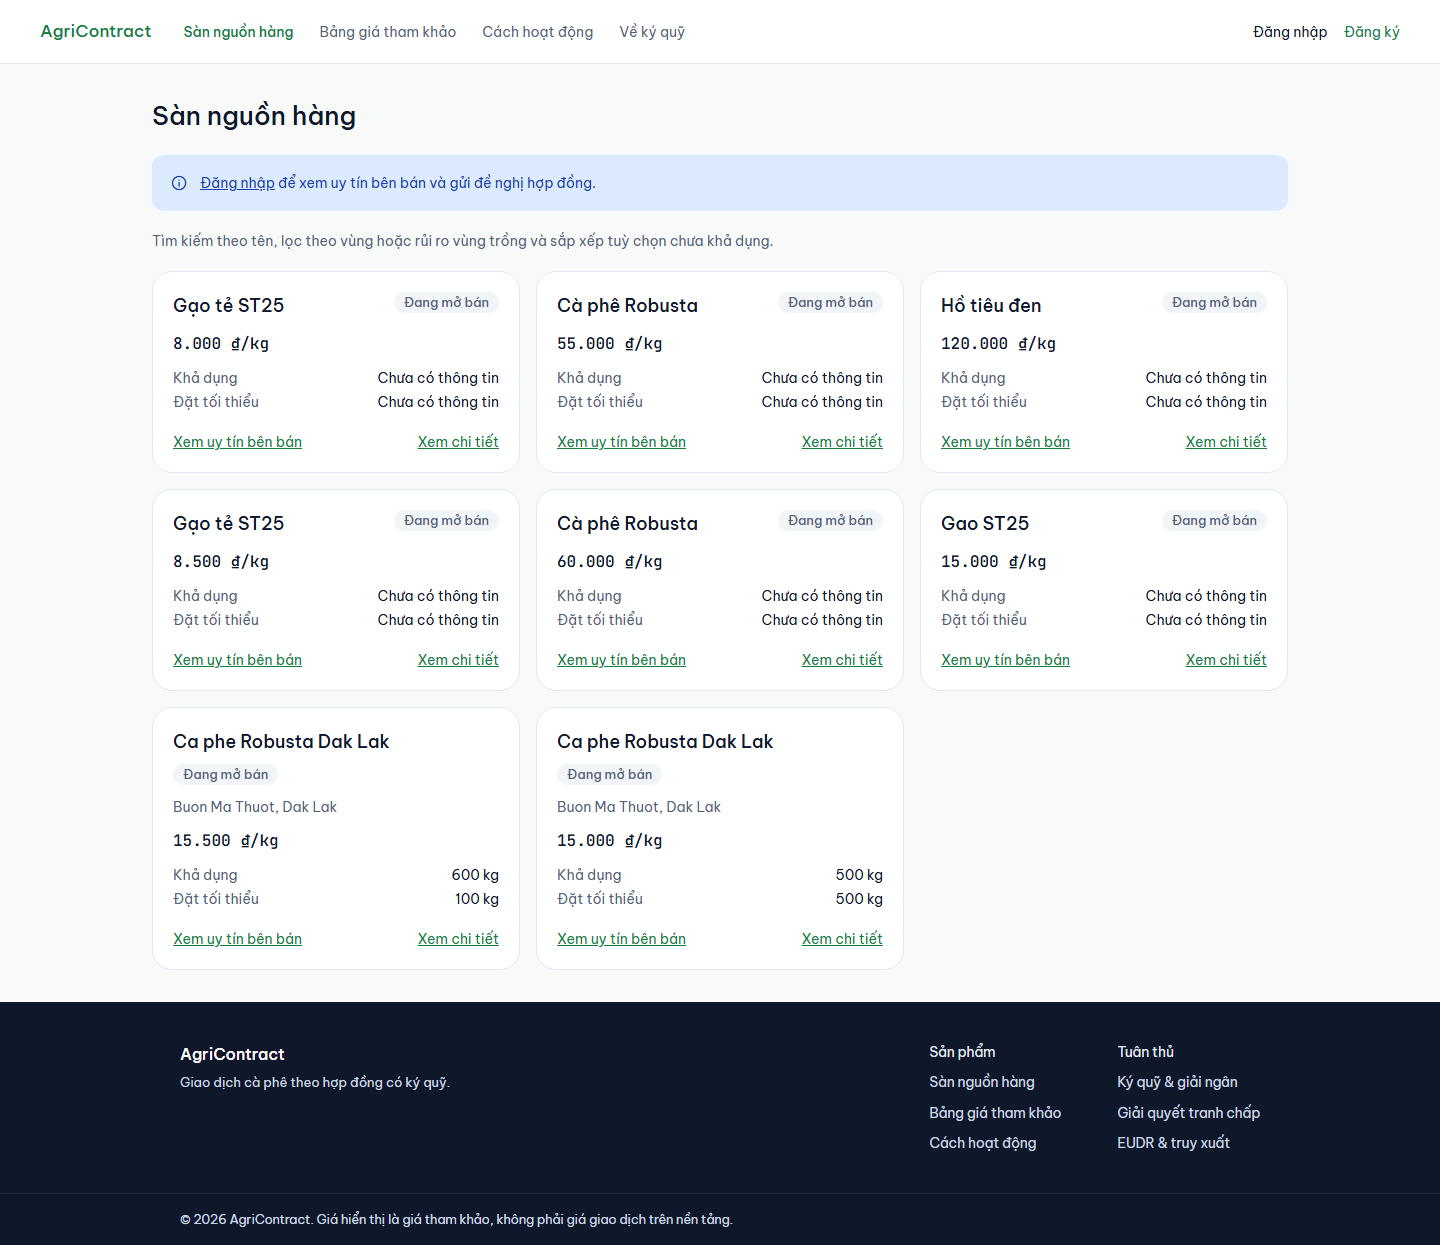 AgriContract
Sàn nguồn hàng
Bảng giá tham khảo
Cách hoạt động
Về ký quỹ
Đăng nhập
Đăng ký
Sàn nguồn hàng
Đăng nhập để xem uy tín bên bán và gửi đề nghị hợp đồng.
Tìm kiếm theo tên, lọc theo vùng hoặc rủi ro vùng trồng và sắp xếp tuỳ chọn chưa khả dụng.
Gạo tẻ ST25
Đang mở bán
8.000 ₫/kg
Khả dụng Chưa có thông tin
Đặt tối thiểu Chưa có thông tin
Xem uy tín bên bán Xem chi tiết
Cà phê Robusta
Đang mở bán
55.000 ₫/kg
Khả dụng Chưa có thông tin
Đặt tối thiểu Chưa có thông tin
Xem uy tín bên bán Xem chi tiết
Hồ tiêu đen
Đang mở bán
120.000 ₫/kg
Khả dụng Chưa có thông tin
Đặt tối thiểu Chưa có thông tin
Xem uy tín bên bán Xem chi tiết
Gạo tẻ ST25
Đang mở bán
8.500 ₫/kg
Khả dụng Chưa có thông tin
Đặt tối thiểu Chưa có thông tin
Xem uy tín bên bán Xem chi tiết
Cà phê Robusta
Đang mở bán
60.000 ₫/kg
Khả dụng Chưa có thông tin
Đặt tối thiểu Chưa có thông tin
Xem uy tín bên bán Xem chi tiết
Gao ST25
Đang mở bán
15.000 ₫/kg
Khả dụng Chưa có thông tin
Đặt tối thiểu Chưa có thông tin
Xem uy tín bên bán Xem chi tiết
Ca phe Robusta Dak Lak
Đang mở bán
Buon Ma Thuot, Dak Lak
15.500 ₫/kg
Khả dụng 600 kg
Đặt tối thiểu 100 kg
Xem uy tín bên bán Xem chi tiết
Ca phe Robusta Dak Lak
Đang mở bán
Buon Ma Thuot, Dak Lak
15.000 ₫/kg
Khả dụng 500 kg
Đặt tối thiểu 500 kg
Xem uy tín bên bán Xem chi tiết
AgriContract
Giao dịch cà phê theo hợp đồng có ký quỹ.
Sản phẩm
Sàn nguồn hàng
Bảng giá tham khảo
Cách hoạt động
Tuân thủ
Ký quỹ & giải ngân
Giải quyết tranh chấp
EUDR & truy xuất
© 2026 AgriContract. Giá hiển thị là giá tham khảo, không phải giá giao dịch trên nền tảng.